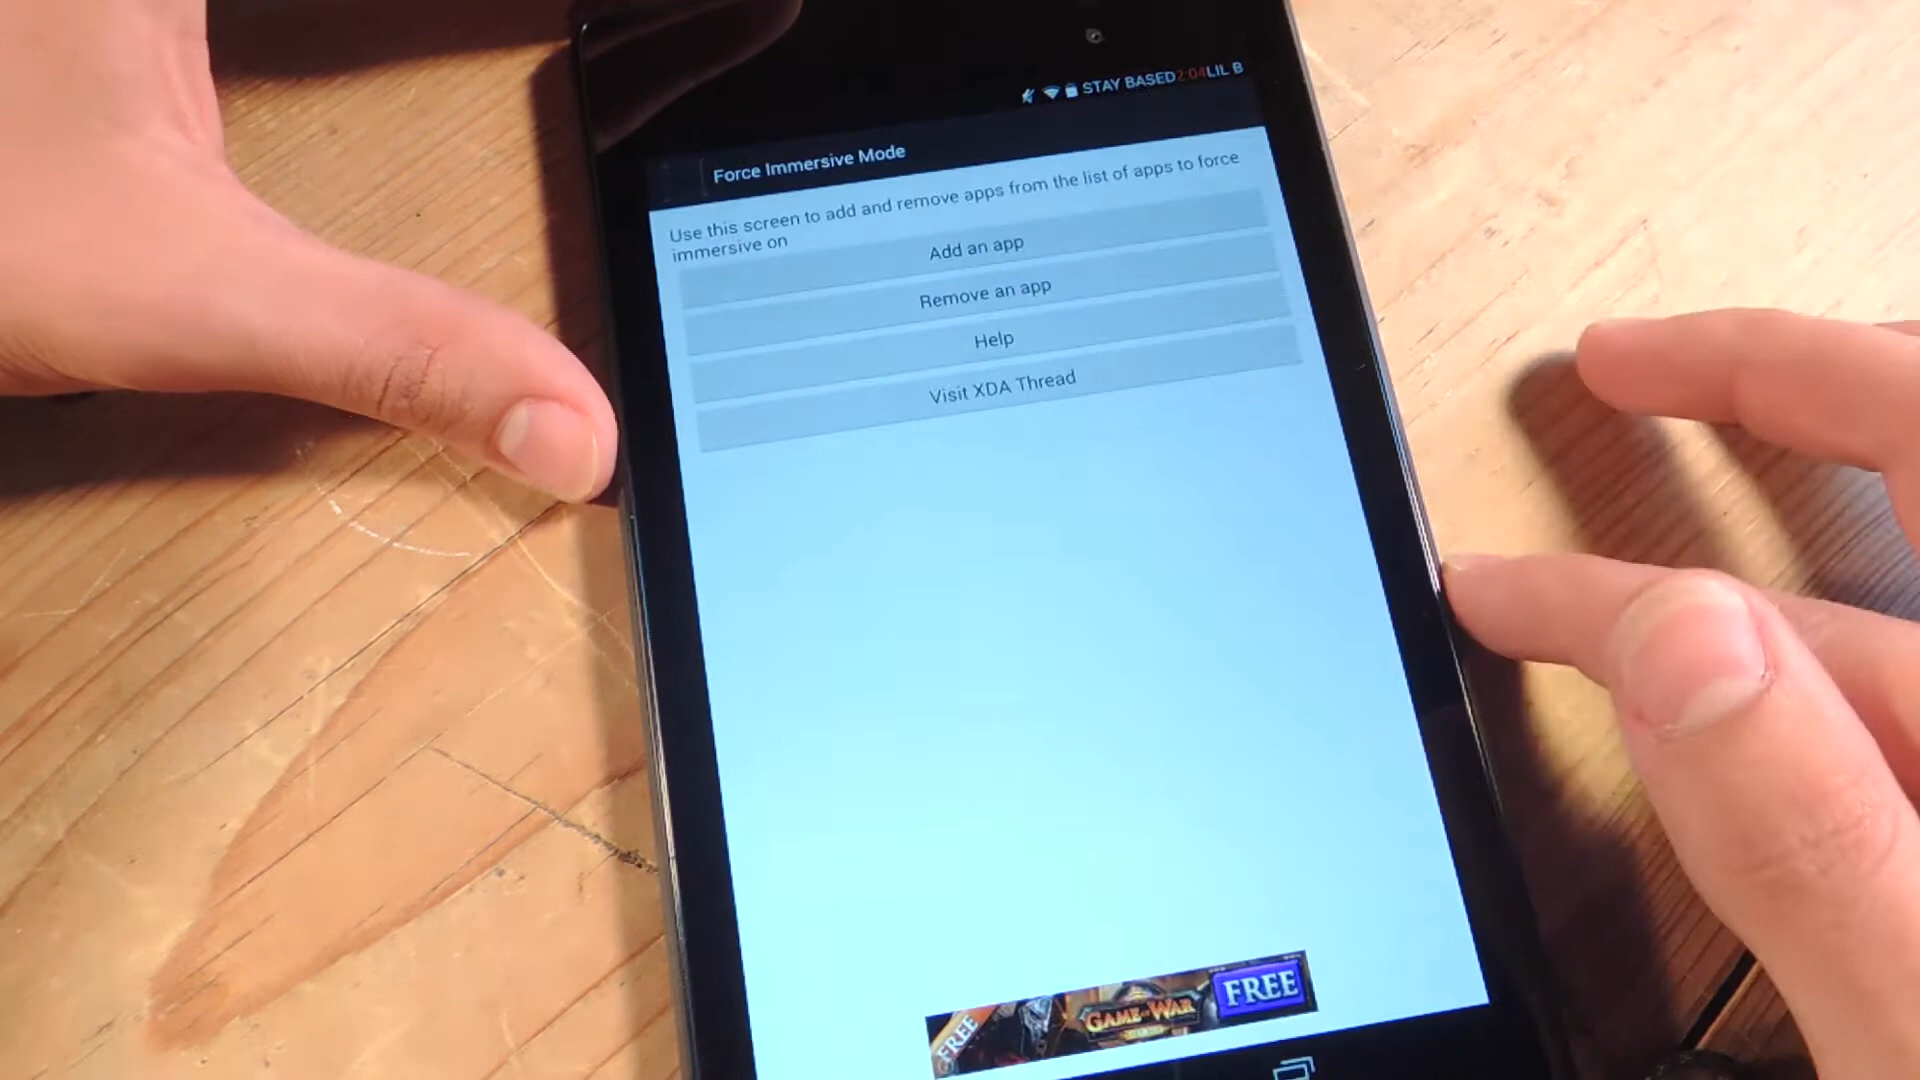 STAY BASED 2:04 LIL B
Force Immersive Mode
Use this screen to add and remove apps from the list of apps to force
immersive on
Add an app
Remove an app
Help
Visit XDA Thread
FREE
GAME OF WAR
FREE